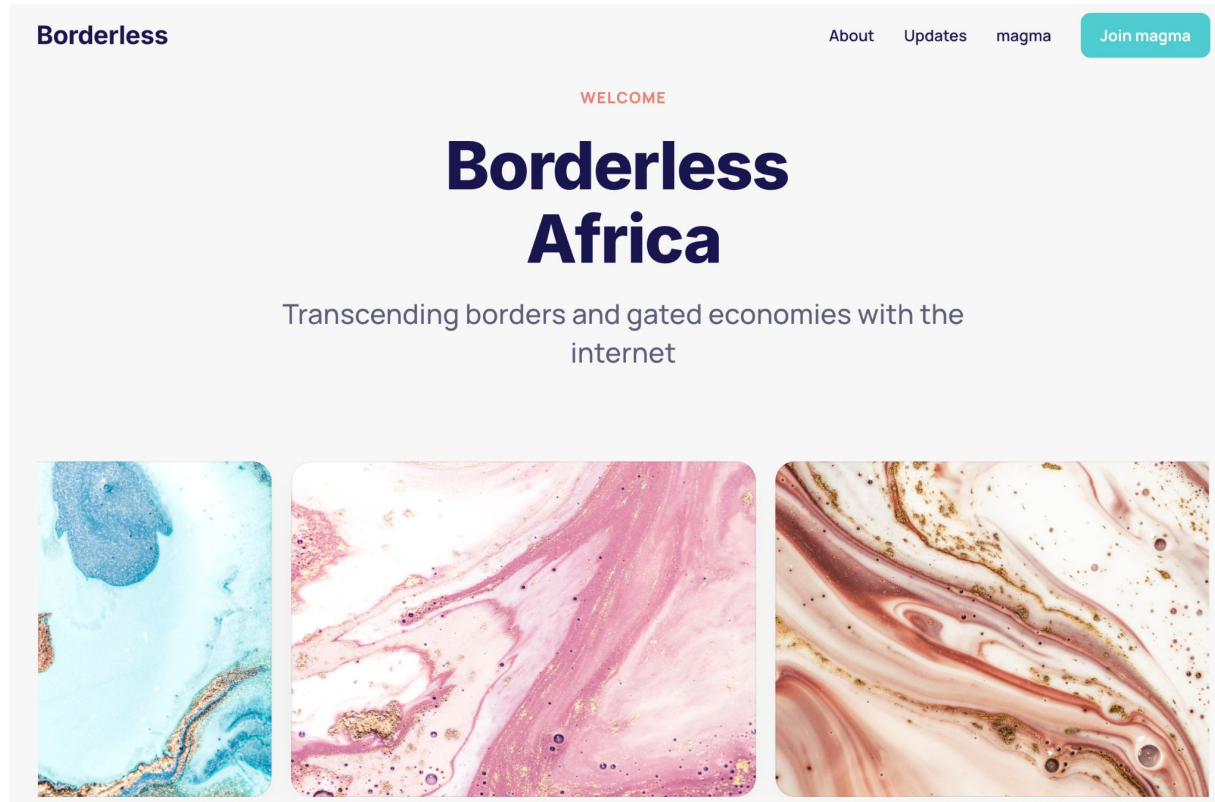 Borderless
About Updates magma Join magma
WELCOME
Borderless
Africa
Transcending borders and gated economies with the
internet